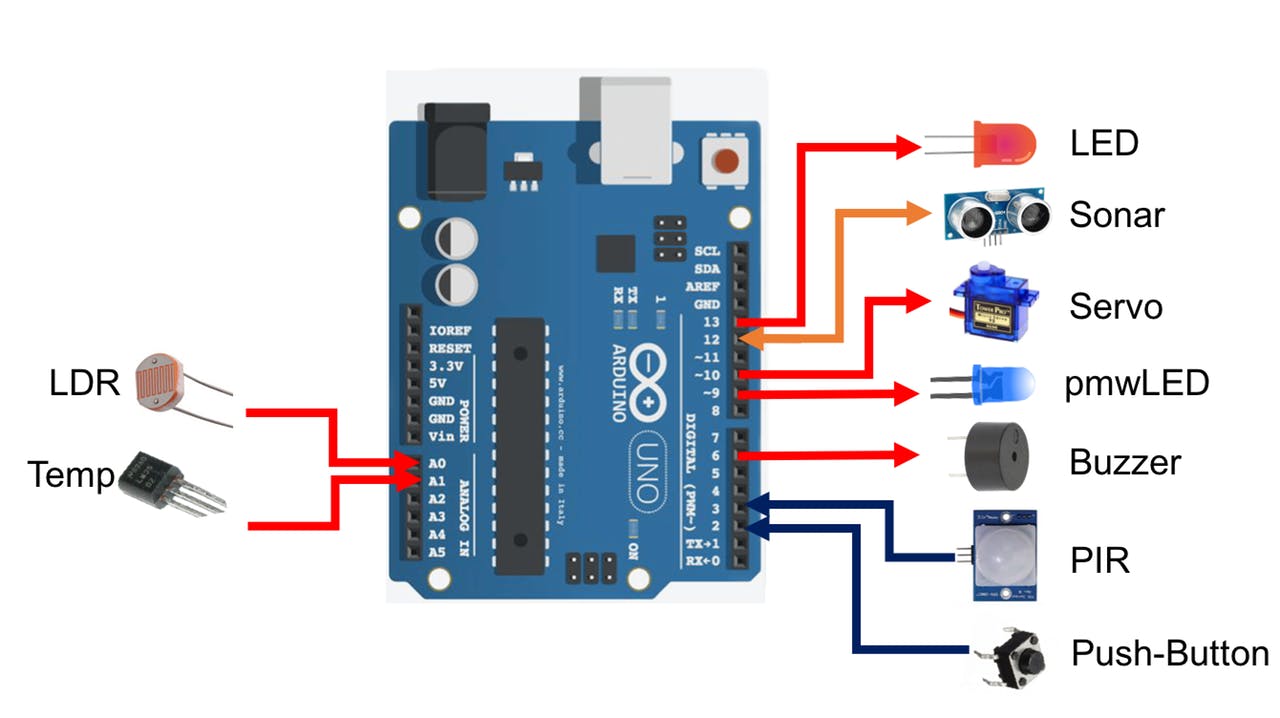 LED
Sonar
Servo
pmwLED
Buzzer
PIR
Push-Button
LDR
Temp
SCL
SDA
AREF
GND
13
12
~11
~10
~9
8
7
6
5
4
3
2
TX→1
RX←0
DIGITAL (PWM~)
IOREF
RESET
3.3V
5V
GND
GND
Vin
POWER
A0
A1
A2
A3
A4
A5
ANALOG IN
RX
TX
1
ARDUINO
UNO
ON
www.arduino.cc - made in Italy